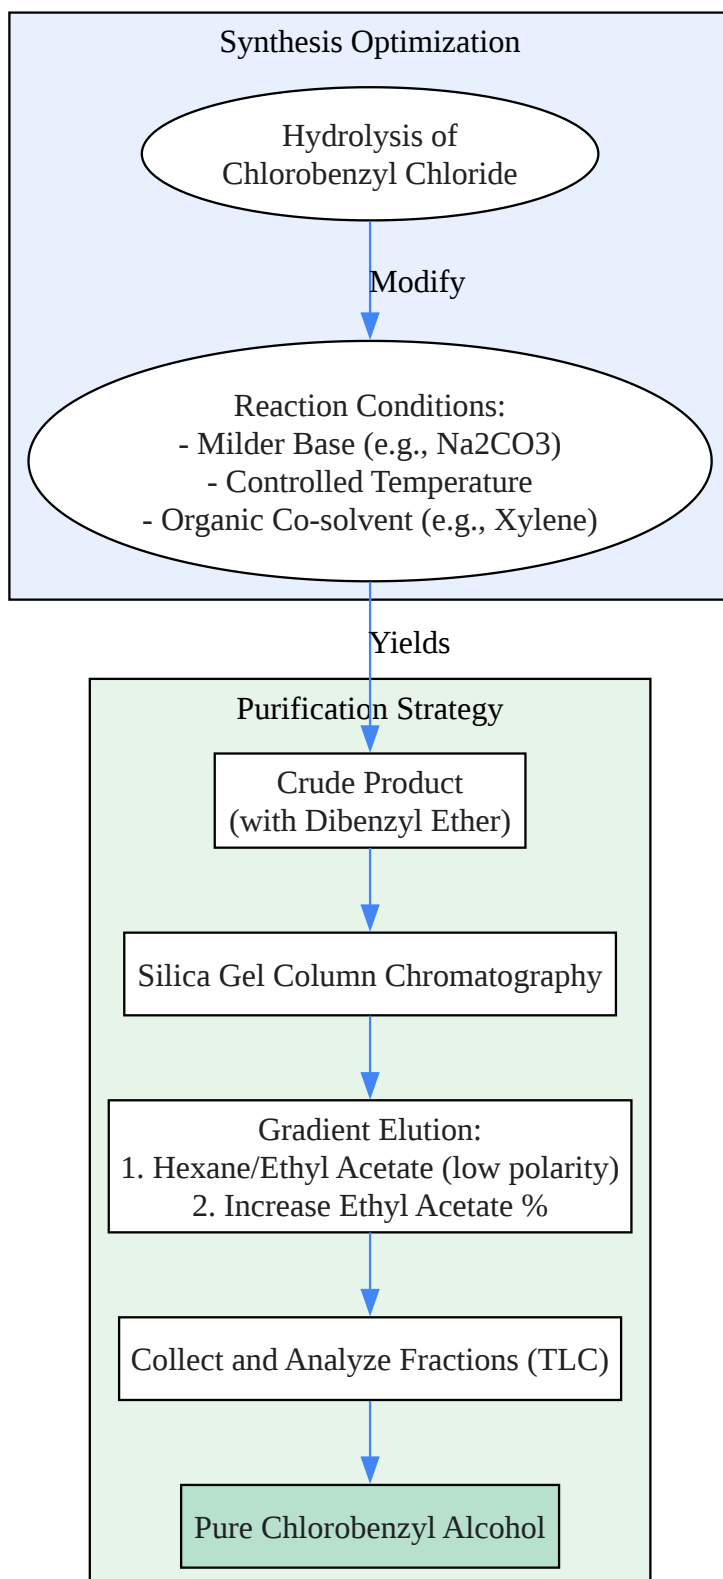 Synthesis Optimization
Hydrolysis of
Chlorobenzyl Chloride
Modify
Reaction Conditions:
- Milder Base (e.g., Na2CO3)
- Controlled Temperature
- Organic Co-solvent (e.g., Xylene)
Yields
Purification Strategy
Crude Product
(with Dibenzyl Ether)
Silica Gel Column Chromatography
Gradient Elution:
1. Hexane/Ethyl Acetate (low polarity)
2. Increase Ethyl Acetate %
Collect and Analyze Fractions (TLC)
Pure Chlorobenzyl Alcohol